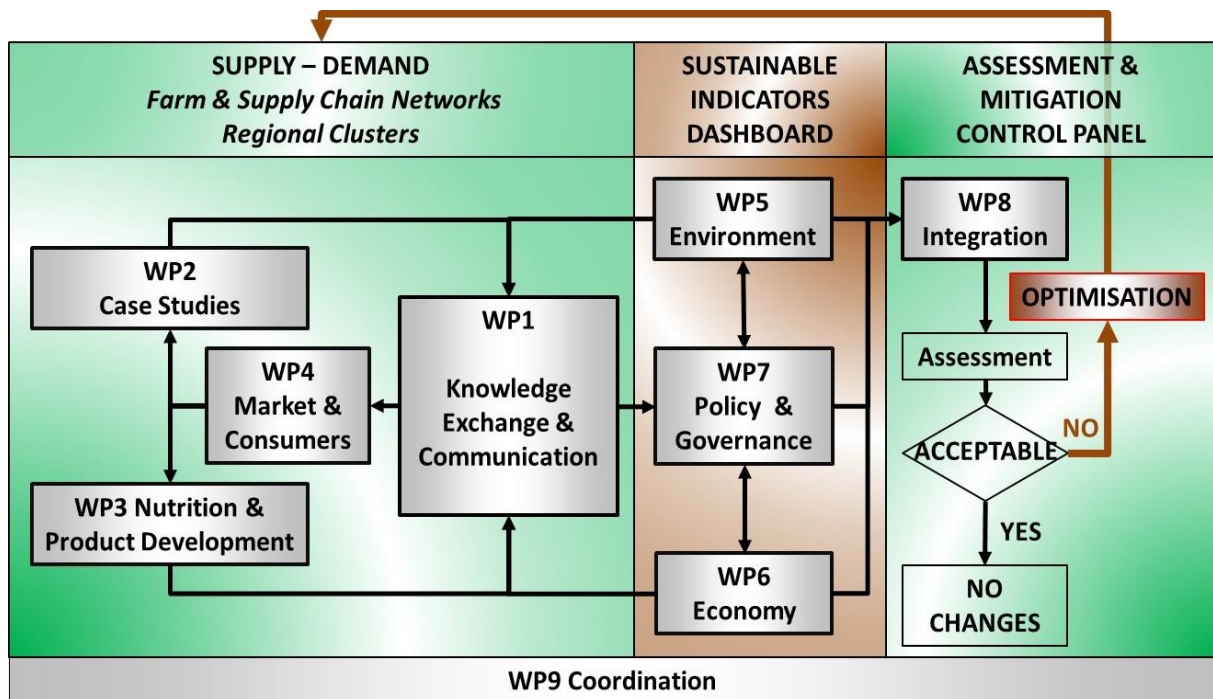 SUPPLY – DEMAND
Farm & Supply Chain Networks
Regional Clusters
SUSTAINABLE
INDICATORS
DASHBOARD
ASSESSMENT &
MITIGATION
CONTROL PANEL
WP2
Case Studies
WP4
Market &
Consumers
WP3 Nutrition &
Product Development
WP1
Knowledge
Exchange &
Communication
WP5
Environment
WP7
Policy &
Governance
WP6
Economy
WP8
Integration
OPTIMISATION
Assessment
ACCEPTABLE
NO
YES
NO
CHANGES
WP9 Coordination